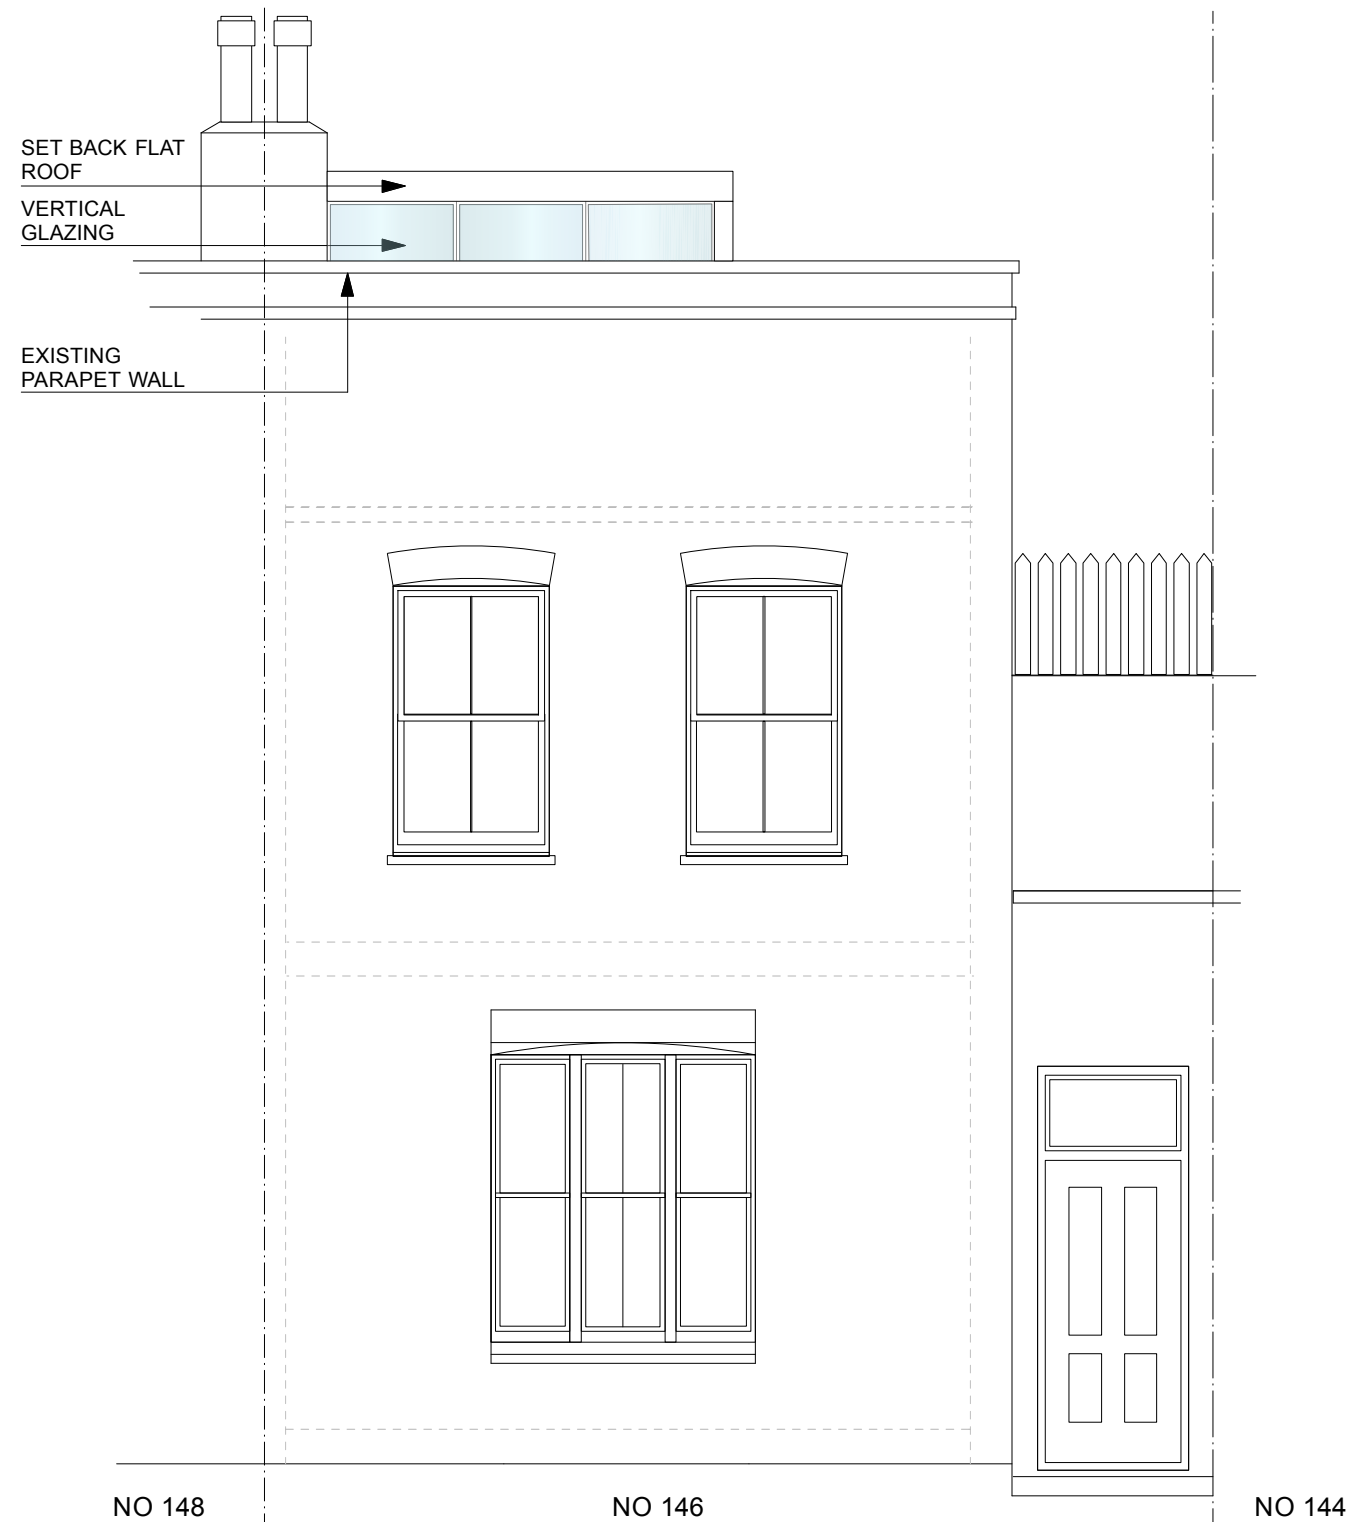 SET BACK FLAT
ROOF
VERTICAL
GLAZING
EXISTING
PARAPET WALL
NO 148
NO 146
NO 144